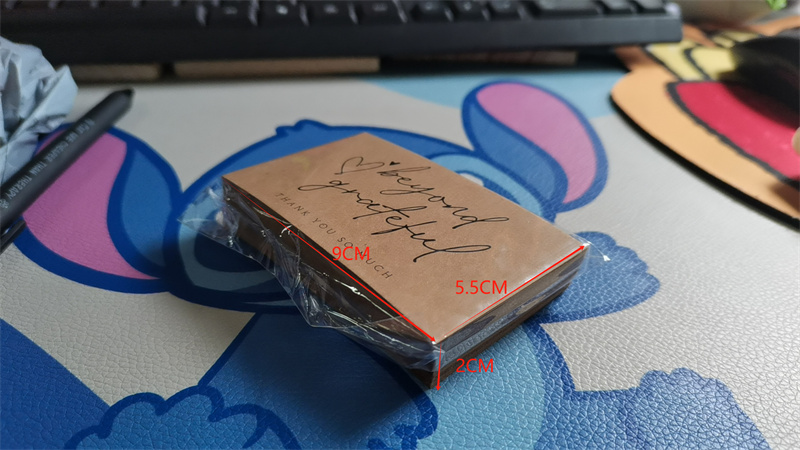 beyond
grateful
THANK YOU SO MUCH
9CM
5.5CM
2CM